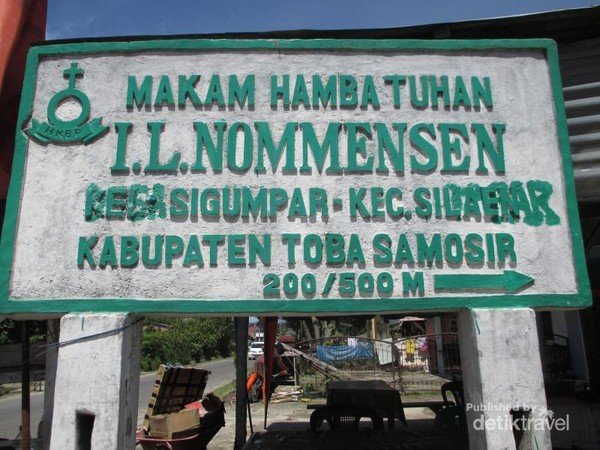 HKBP
MAKAM HAMBA TUHAN
I.L. NOMMENSEN
SIGUMPAR - KEC.
KABUPATEN TOBA SAMOSIR
200/500 M
Published by
detiktravel